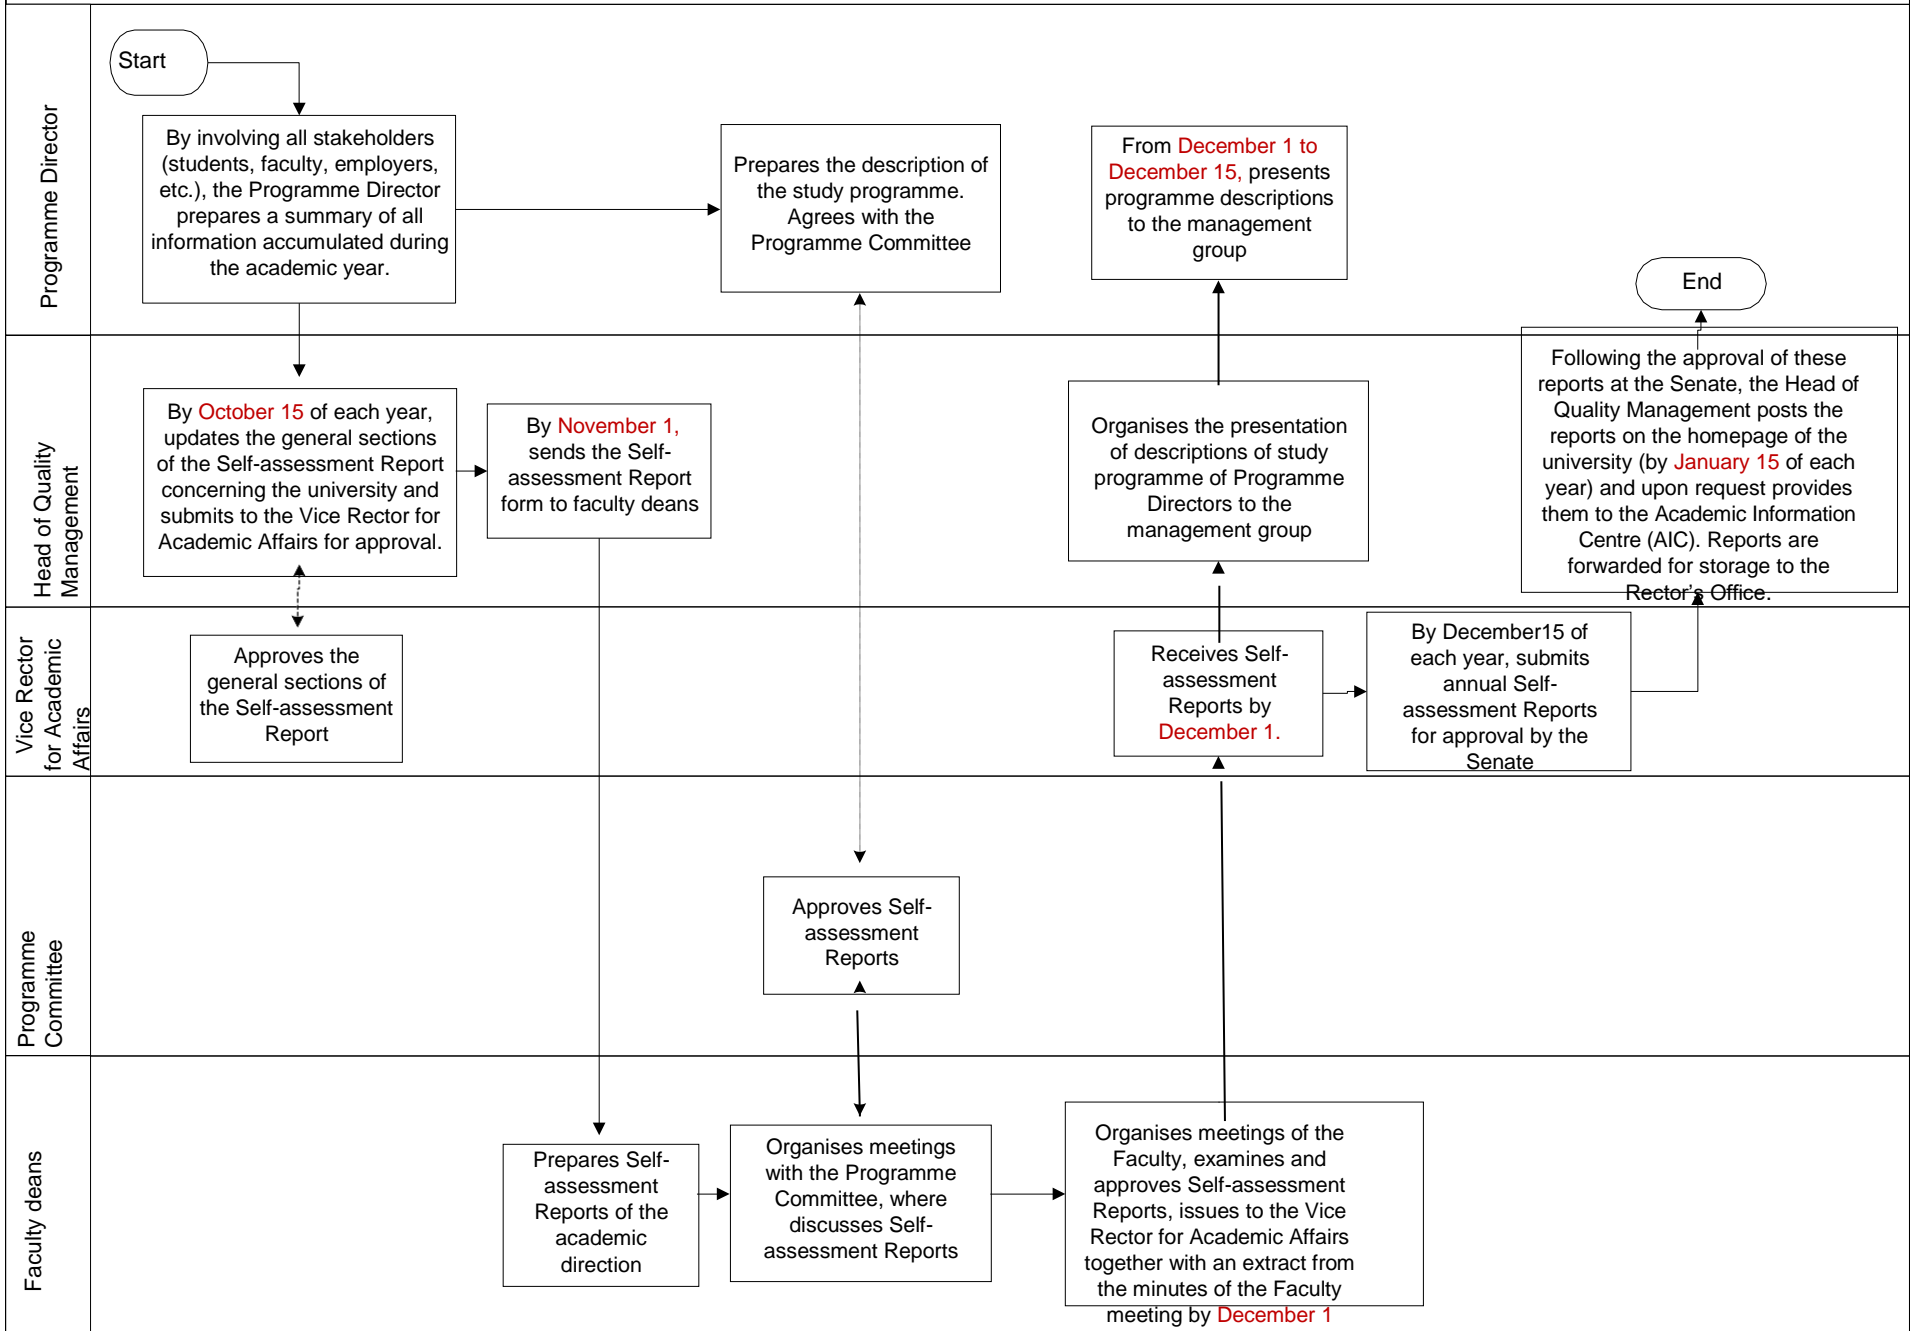 Programme Director
Start
By involving all stakeholders
(students, faculty, employers,
etc.), the Programme Director
prepares a summary of all
information accumulated during
the academic year.
Prepares the description of
the study programme.
Agrees with the
Programme Committee
From December 1 to
December 15, presents
programme descriptions
to the management
group
End
Head of Quality
Management
By October 15 of each year,
updates the general sections
of the Self-assessment Report
concerning the university and
submits to the Vice Rector for
Academic Affairs for approval.
By November 1,
sends the Self-
assessment Report
form to faculty deans
Organises the presentation
of descriptions of study
programme of Programme
Directors to the
management group
Following the approval of these
reports at the Senate, the Head of
Quality Management posts the
reports on the homepage of the
university (by January 15 of each
year) and upon request provides
them to the Academic Information
Centre (AIC). Reports are
forwarded for storage to the
Rector's Office.
Vice Rector
for Academic
Affairs
Approves the
general sections of
the Self-assessment
Report
Receives Self-
assessment
Reports by
December 1.
By December15 of
each year, submits
annual Self-
assessment Reports
for approval by the
Senate
Programme
Committee
Approves Self-
assessment
Reports
Faculty deans
Prepares Self-
assessment
Reports of the
academic
direction
Organises meetings
with the Programme
Committee, where
discusses Self-
assessment Reports
Organises meetings of the
Faculty, examines and
approves Self-assessment
Reports, issues to the Vice
Rector for Academic Affairs
together with an extract from
the minutes of the Faculty
meeting by December 1